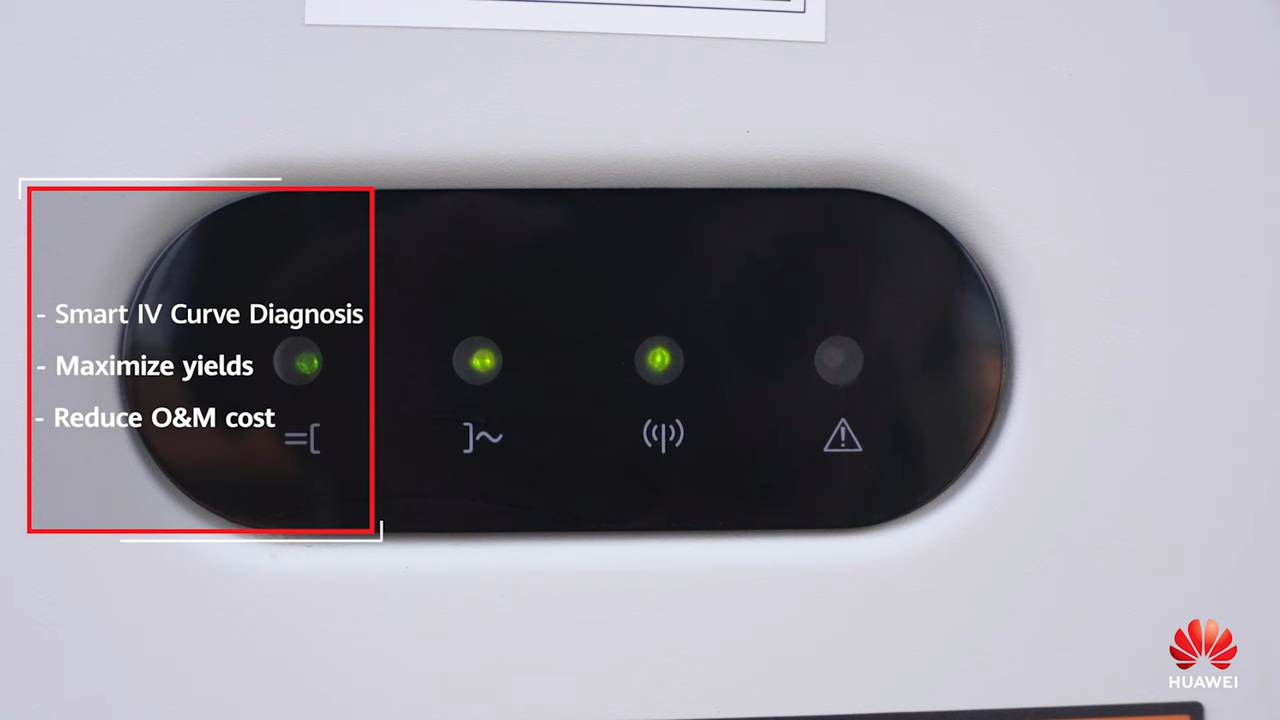 - Smart IV Curve Diagnosis
- Maximize yields
- Reduce O&M cost
HUAWEI